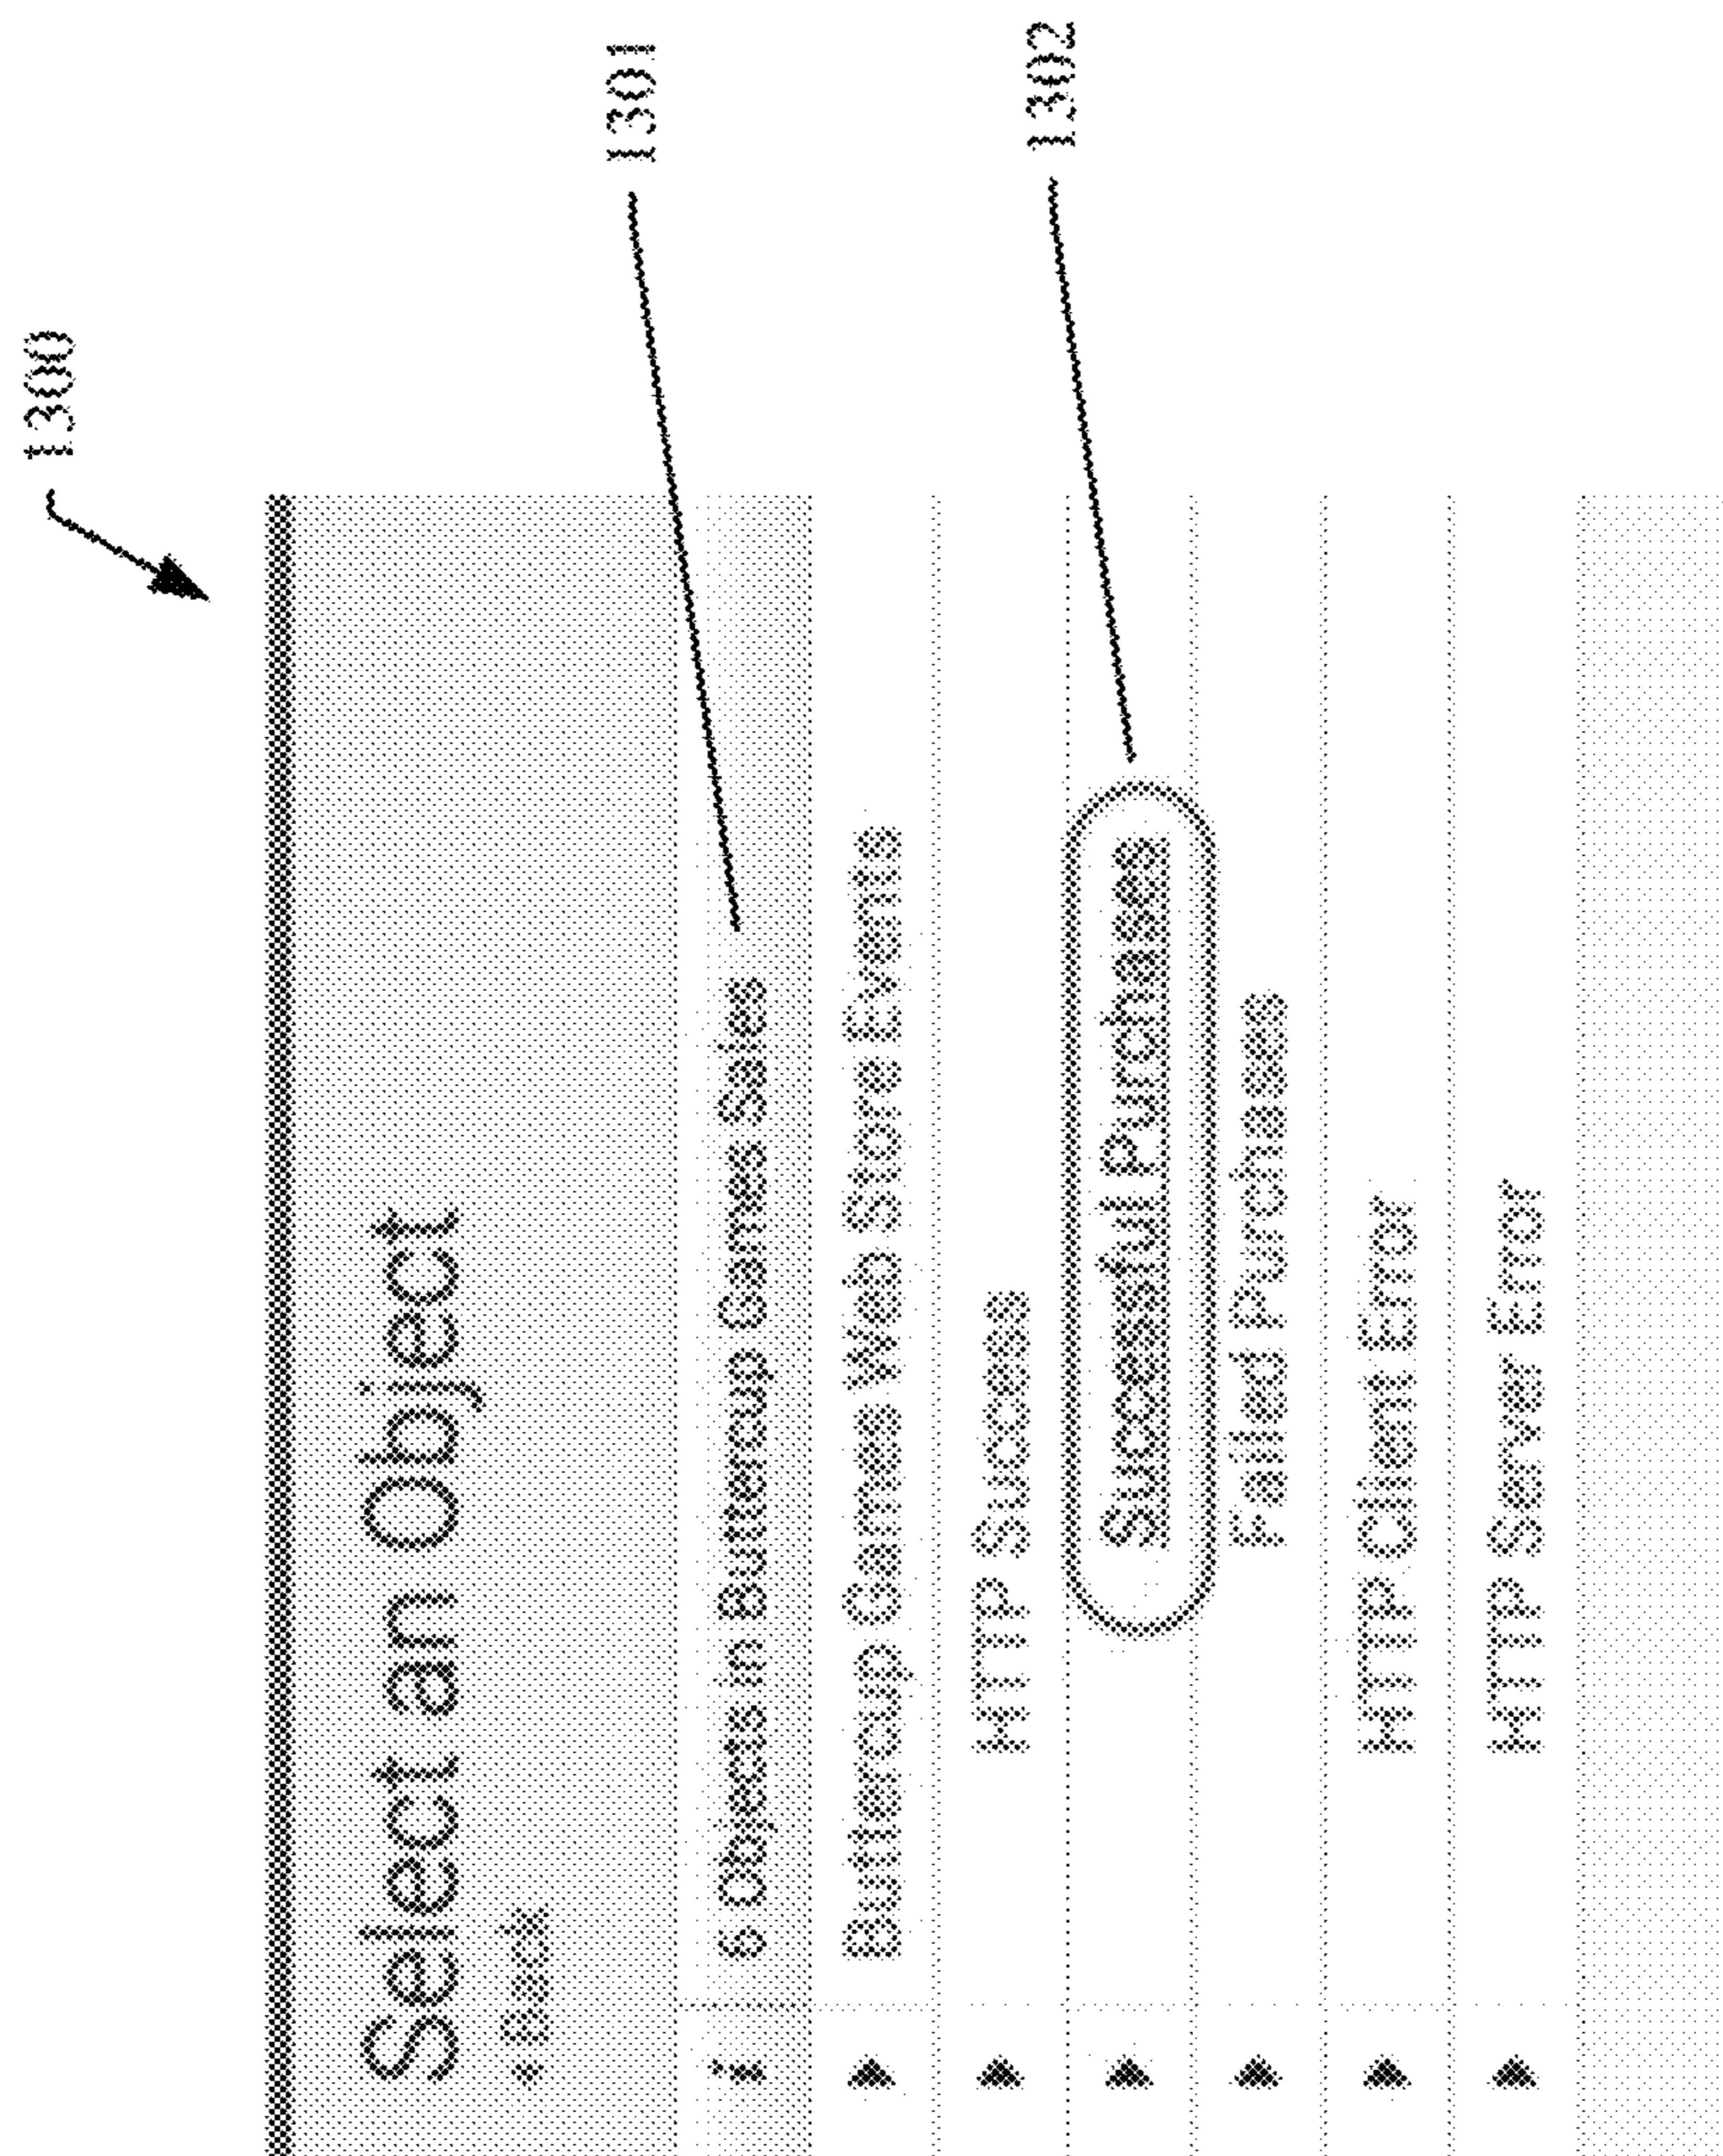 1300
Select an Object
Back
i
6 Objects in Buttercup Games Sales
1301
Buttercup Games Web Store Events
HTTP Success
Successful Purchases
1302
Failed Purchases
HTTP Client Error
HTTP Server Error